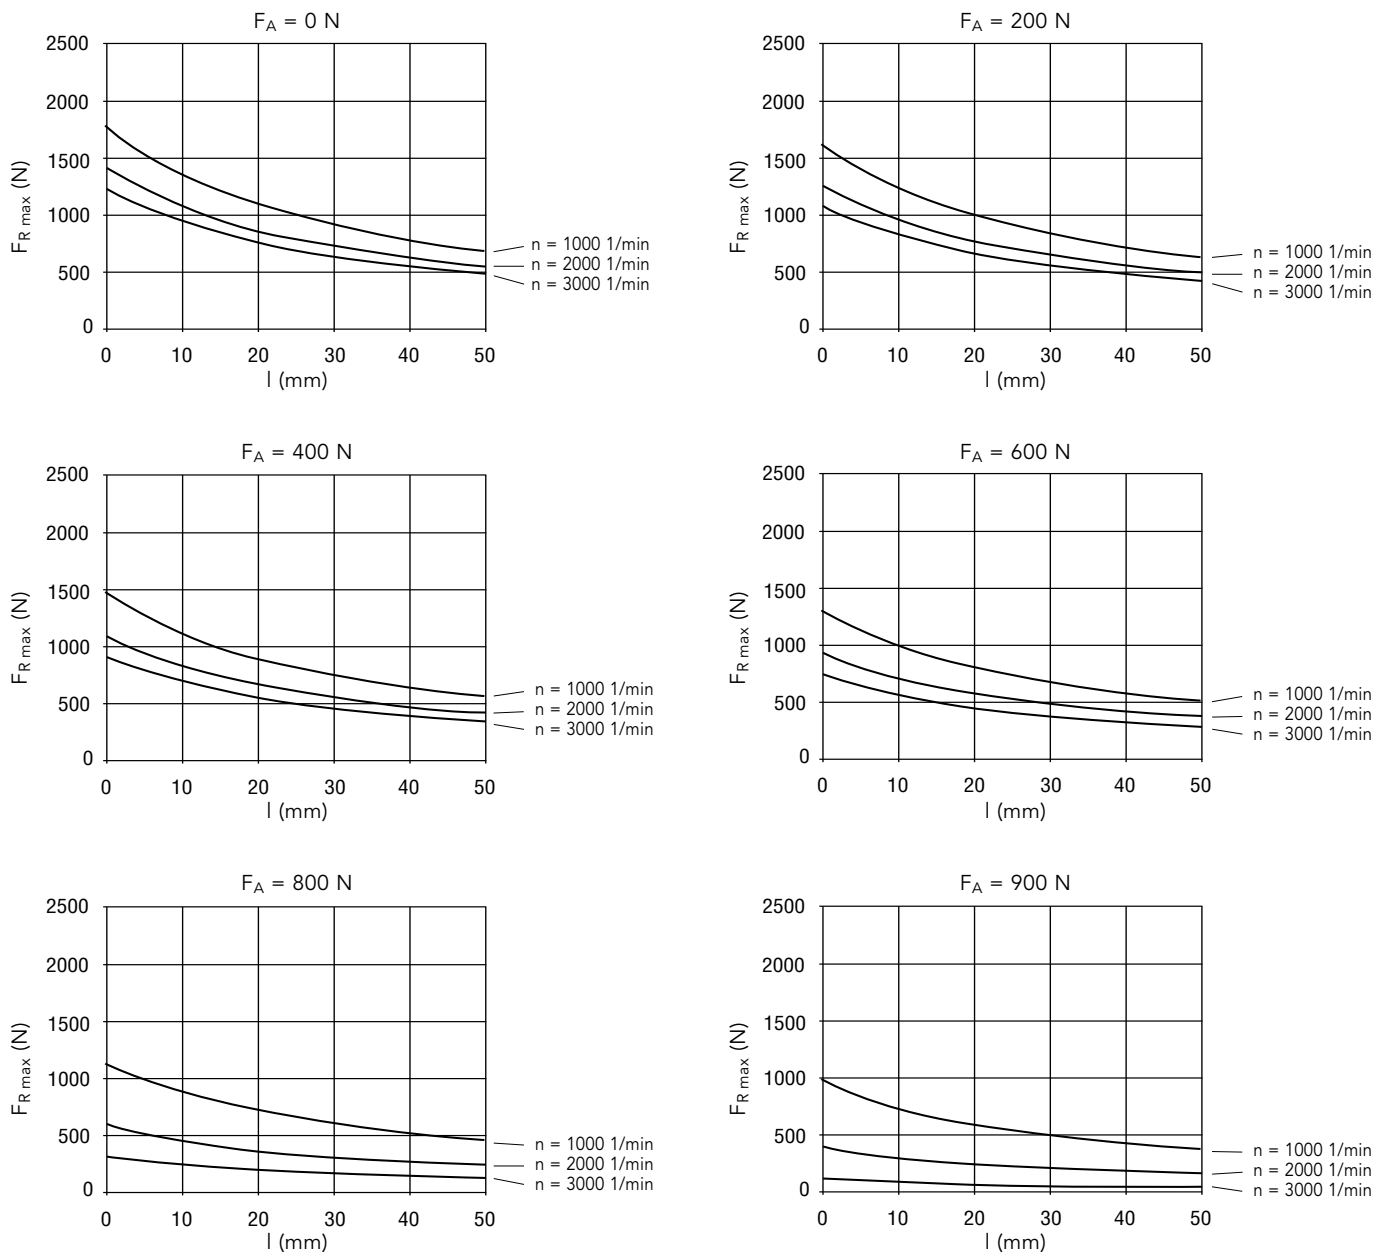 F_A = 0 N
2500
2000
1500
1000
500
0
F_R max (N)
0 10 20 30 40 50
l (mm)
n = 1000 1/min
n = 2000 1/min
n = 3000 1/min
F_A = 200 N
2500
2000
1500
1000
500
0
F_R max (N)
0 10 20 30 40 50
l (mm)
n = 1000 1/min
n = 2000 1/min
n = 3000 1/min
F_A = 400 N
2500
2000
1500
1000
500
0
F_R max (N)
0 10 20 30 40 50
l (mm)
n = 1000 1/min
n = 2000 1/min
n = 3000 1/min
F_A = 600 N
2500
2000
1500
1000
500
0
F_R max (N)
0 10 20 30 40 50
l (mm)
n = 1000 1/min
n = 2000 1/min
n = 3000 1/min
F_A = 800 N
2500
2000
1500
1000
500
0
F_R max (N)
0 10 20 30 40 50
l (mm)
n = 1000 1/min
n = 2000 1/min
n = 3000 1/min
F_A = 900 N
2500
2000
1500
1000
500
0
F_R max (N)
0 10 20 30 40 50
l (mm)
n = 1000 1/min
n = 2000 1/min
n = 3000 1/min